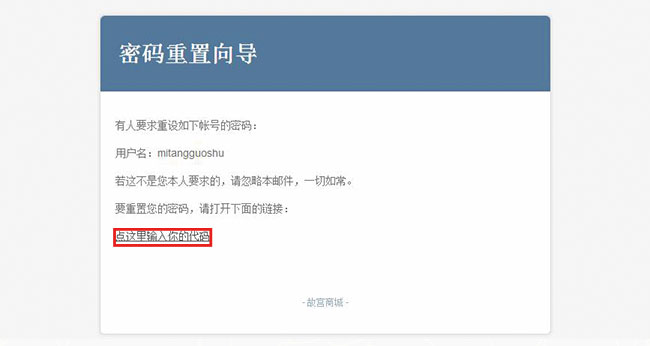 密码重置向导
有人要求重设如下帐号的密码：
用户名：mitangguoshu
若这不是您本人要求的，请忽略本邮件，一切如常。
要重置您的密码，请打开下面的链接：
点这里输入你的代码
- 故宫商城 -